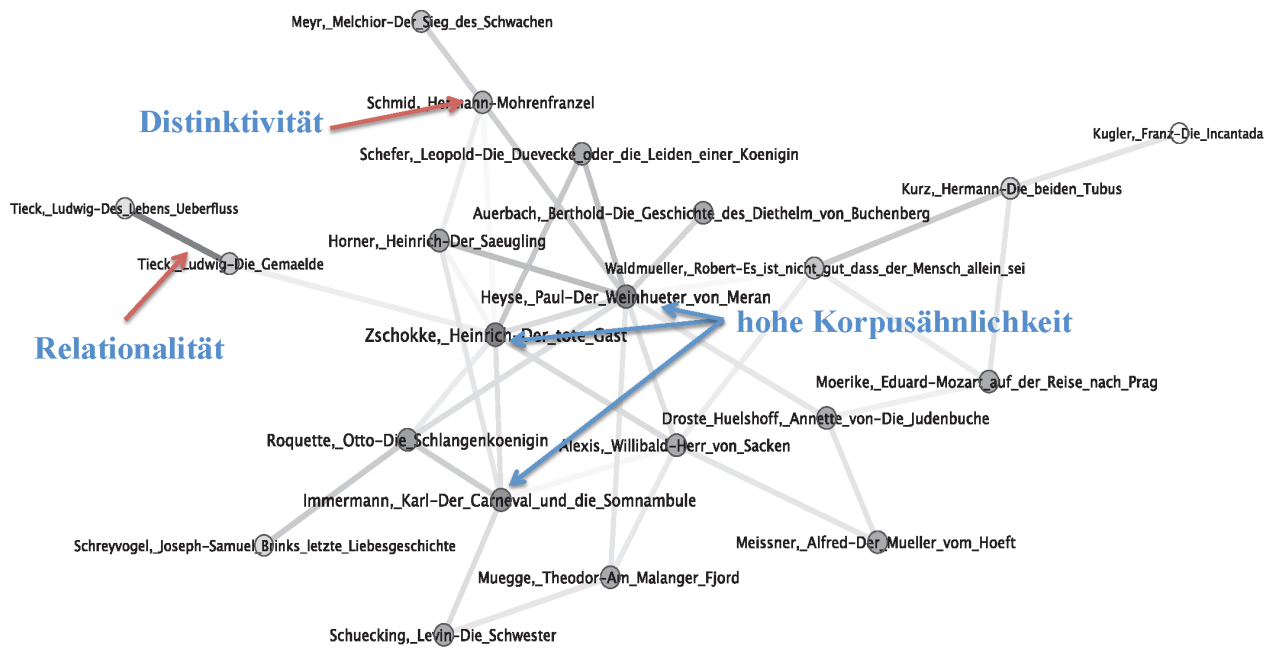 Meyr,_Melchior-Der_Sieg_des_Schwachen
Schmid,_Hermann-Mohrenfranzel
Distinktivität
Kugler,_Franz-Die_Incantada
Schefer,_Leopold-Die_Duevecke_oder_die_Leiden_einer_Koenigin
Kurz,_Hermann-Die_beiden_Tubus
Tieck,_Ludwig-Des_Lebens_Ueberfluss
Auerbach,_Berthold-Die_Geschichte_des_Diethelm_von_Buchenberg
Horner,_Heinrich-Der_Saeugling
Tieck,_Ludwig-Die_Gemaelde
Waldmueller,_Robert-Es_ist_nicht_gut_dass_der_Mensch_allein_sei
Heyse,_Paul-Der_Weinhueter_von_Meran
hohe Korpusähnlichkeit
Zschokke,_Heinrich-Der_tote_Gast
Relationalität
Moerike,_Eduard-Mozart_auf_der_Reise_nach_Prag
Droste_Huelshoff,_Annette_von-Die_Judenbuche
Roquette,_Otto-Die_Schlangenkoenigin
Alexis,_Willibald-Herr_von_Sacken
Immermann,_Karl-Der_Carneval_und_die_Somnambule
Schreyvogel,_Joseph-Samuel_Brinks_letzte_Liebesgeschichte
Meissner,_Alfred-Der_Mueller_vom_Hoeft
Muegge,_Theodor-Am_Malanger_Fjord
Schuecking,_Levin-Die_Schwester